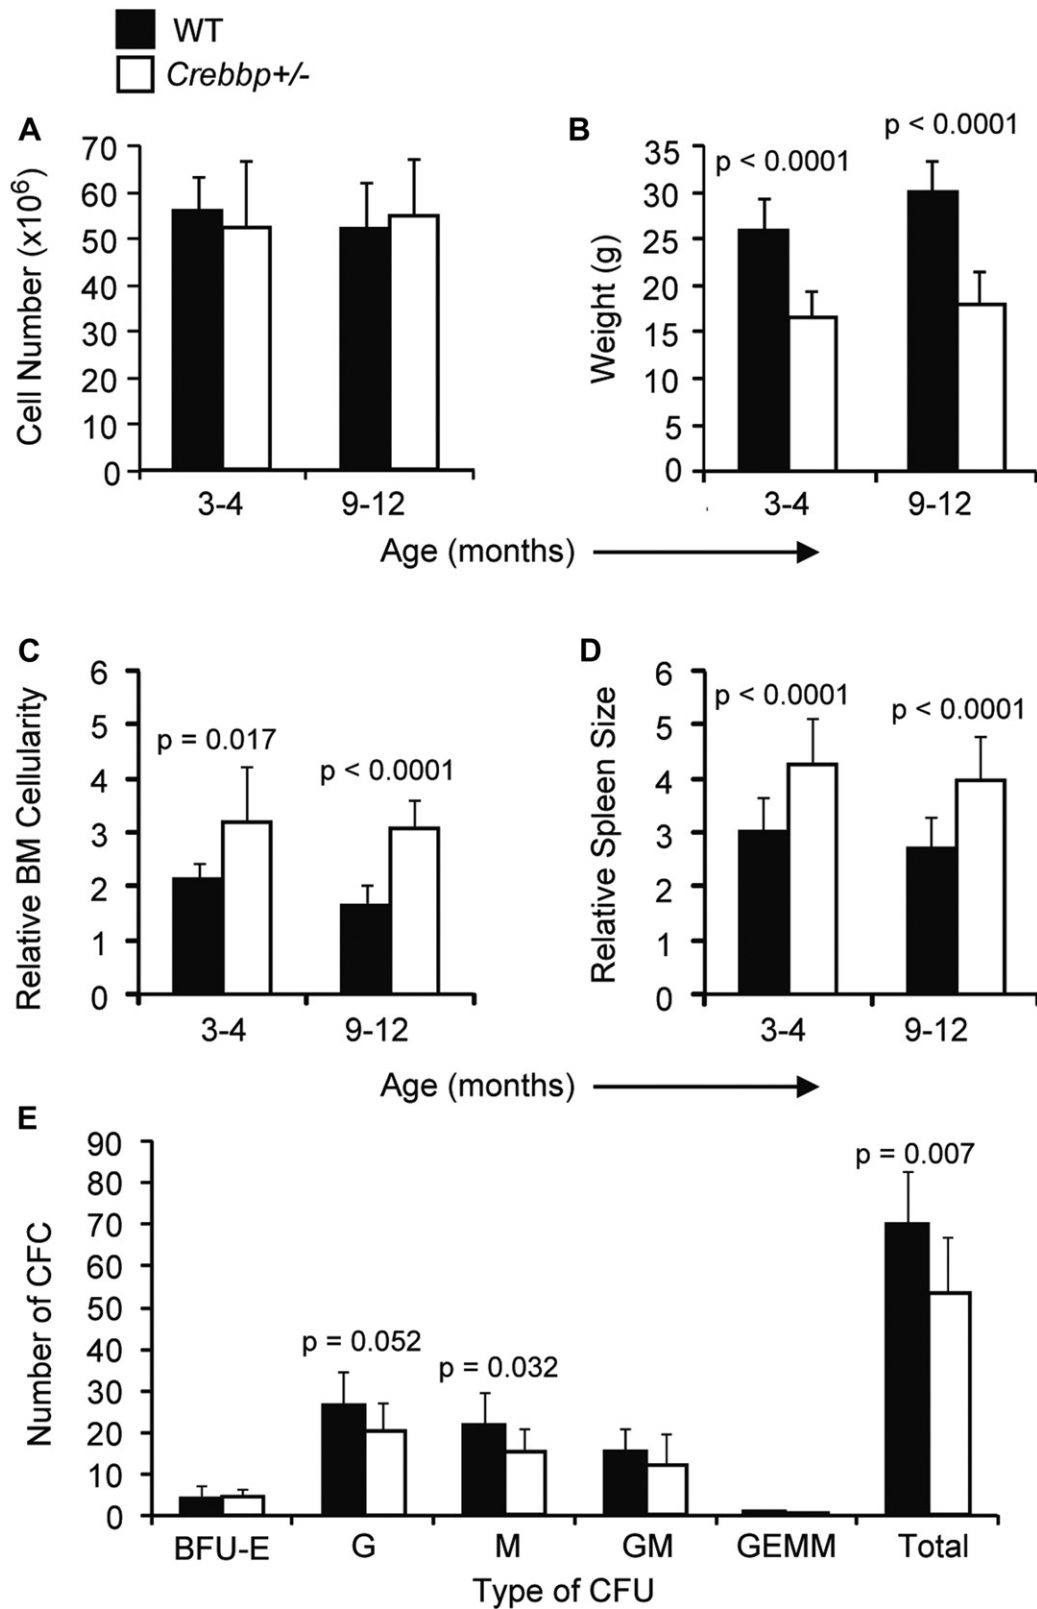 WT
Crebbp+/-
A
Cell Number (x10⁶)
70
60
50
40
30
20
10
0
3-4
9-12
B
p < 0.0001
p < 0.0001
Weight (g)
35
30
25
20
15
10
5
0
3-4
9-12
Age (months)
C
Relative BM Cellularity
6
5
4
3
2
1
0
p = 0.017
p < 0.0001
3-4
9-12
D
Relative Spleen Size
6
5
4
3
2
1
0
p < 0.0001
p < 0.0001
3-4
9-12
Age (months)
E
Number of CFC
90
80
70
60
50
40
30
20
10
0
p = 0.052
p = 0.032
p = 0.007
BFU-E
G
M
GM
GEMM
Total
Type of CFU